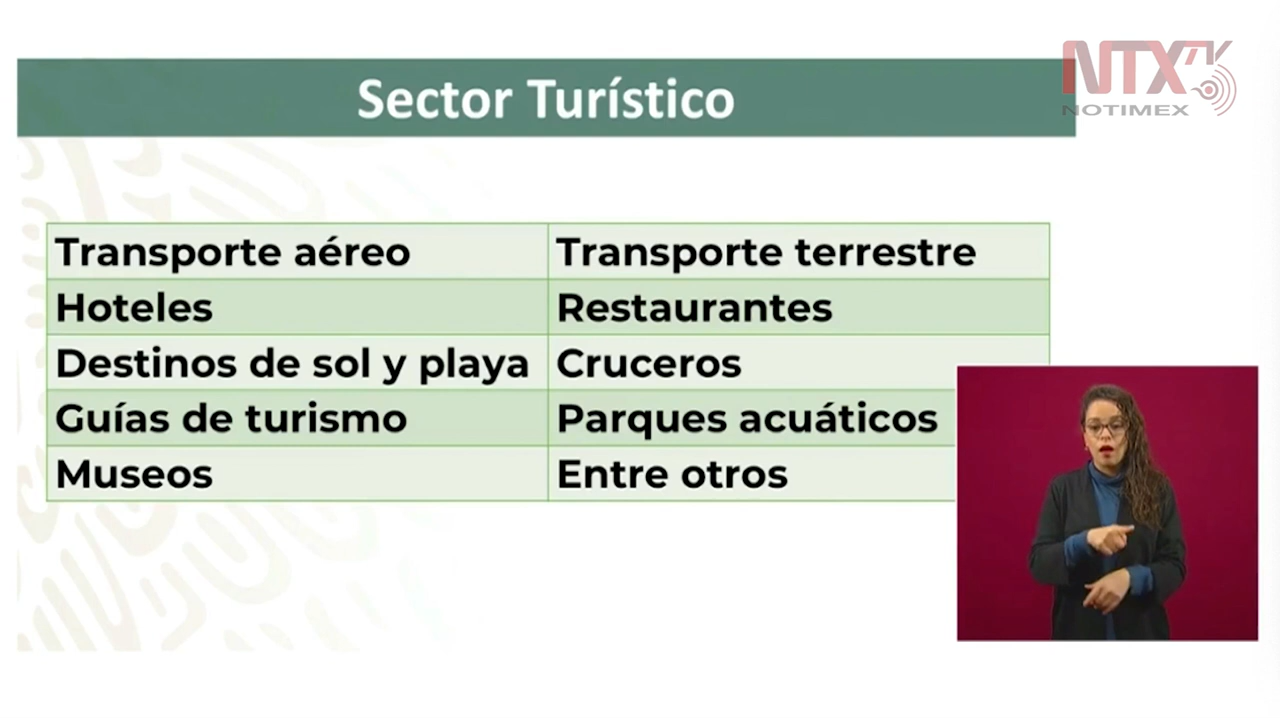 Sector Turístico
NTXTV
NOTIMEX
Transporte aéreo
Transporte terrestre
Hoteles
Restaurantes
Destinos de sol y playa
Cruceros
Guías de turismo
Parques acuáticos
Museos
Entre otros